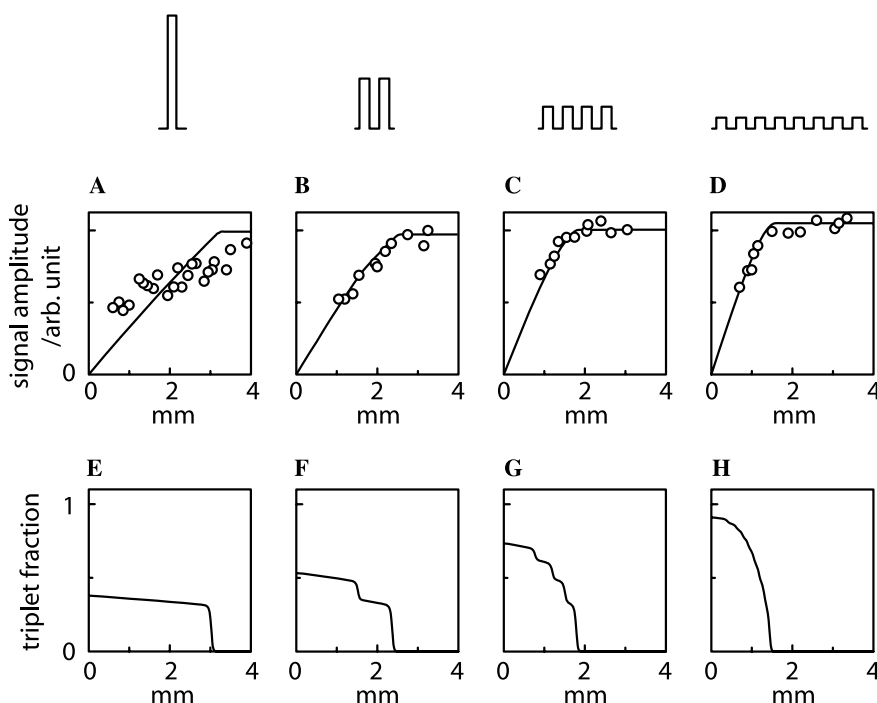 A B C D
signal amplitude
/arb. unit
0
0 2 4 0 2 4 0 2 4 0 2 4
mm mm mm mm
E F G H
triplet fraction
1
0
0 2 4 0 2 4 0 2 4 0 2 4
mm mm mm mm